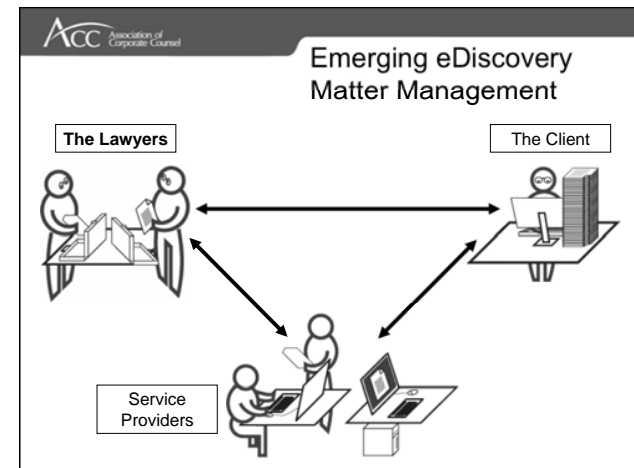 ACC Association of
Corporate Counsel
Emerging eDiscovery
Matter Management
The Lawyers
The Client
Service
Providers